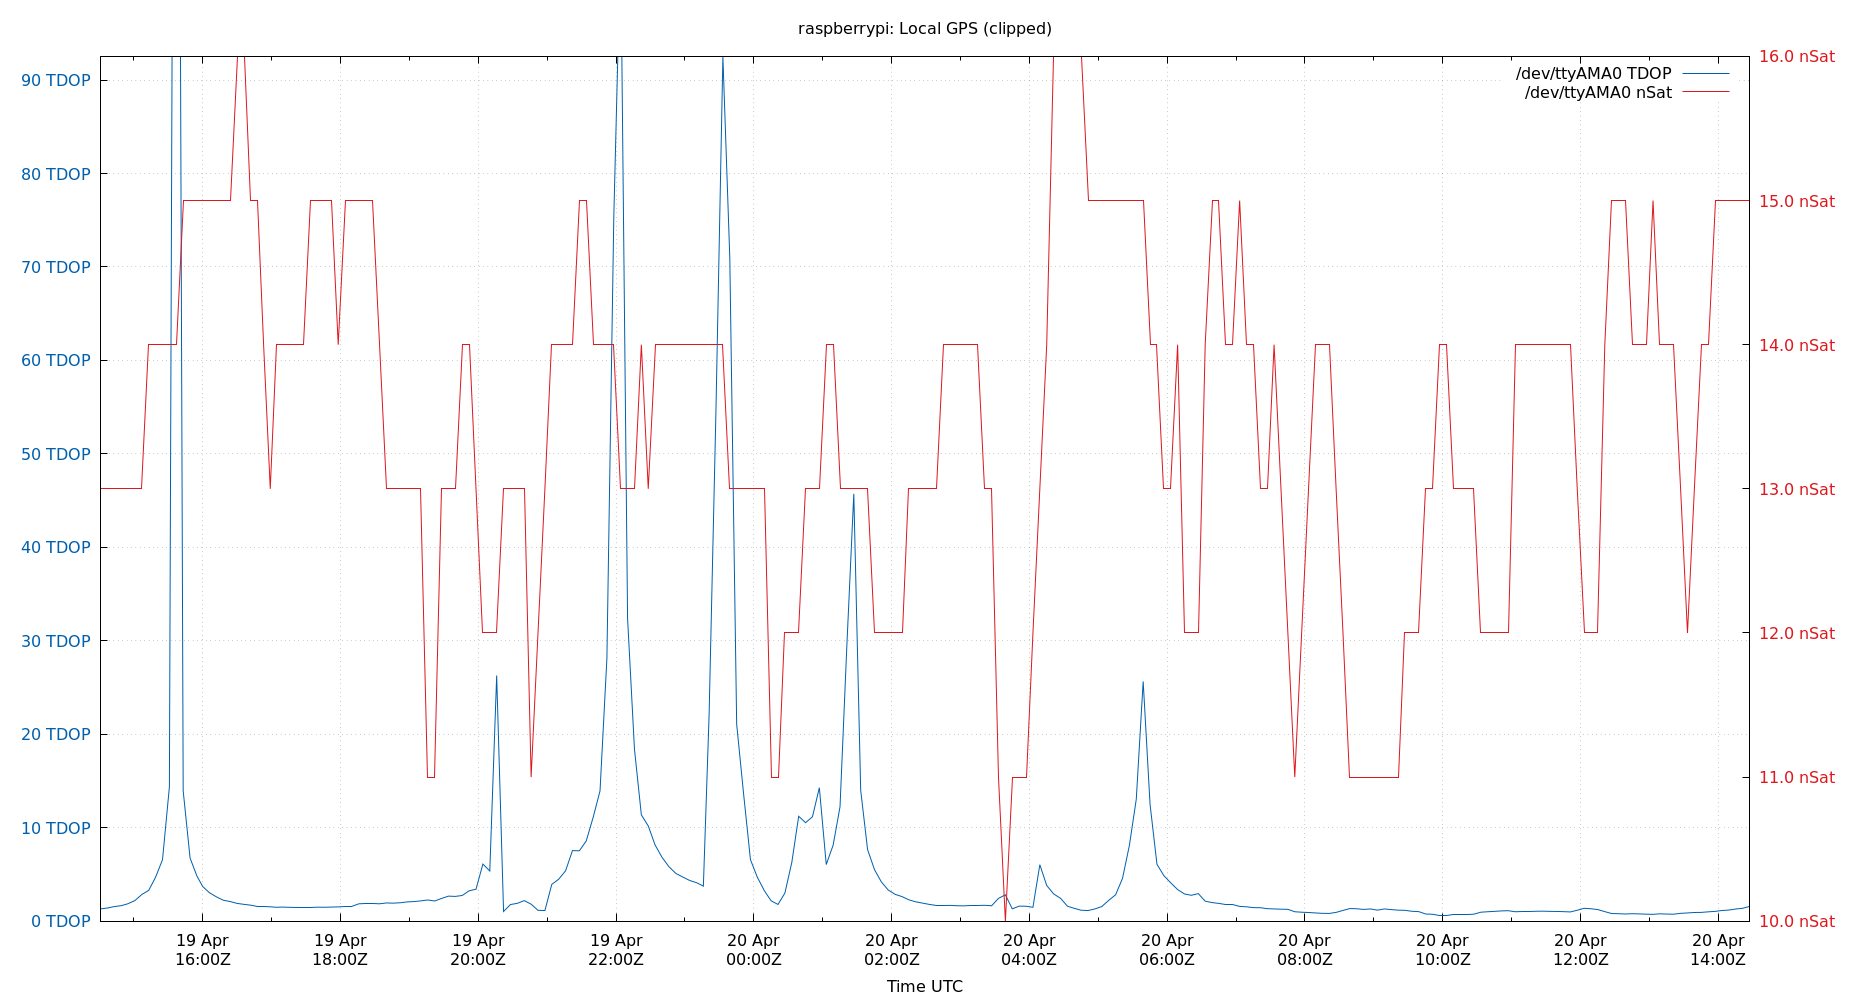 raspberrypi: Local GPS (clipped)
/dev/ttyAMA0 TDOP
/dev/ttyAMA0 nSat
90 TDOP
80 TDOP
70 TDOP
60 TDOP
50 TDOP
40 TDOP
30 TDOP
20 TDOP
10 TDOP
0 TDOP
16.0 nSat
15.0 nSat
14.0 nSat
13.0 nSat
12.0 nSat
11.0 nSat
10.0 nSat
19 Apr
16:00Z
19 Apr
18:00Z
19 Apr
20:00Z
19 Apr
22:00Z
20 Apr
00:00Z
20 Apr
02:00Z
20 Apr
04:00Z
20 Apr
06:00Z
20 Apr
08:00Z
20 Apr
10:00Z
20 Apr
12:00Z
20 Apr
14:00Z
Time UTC